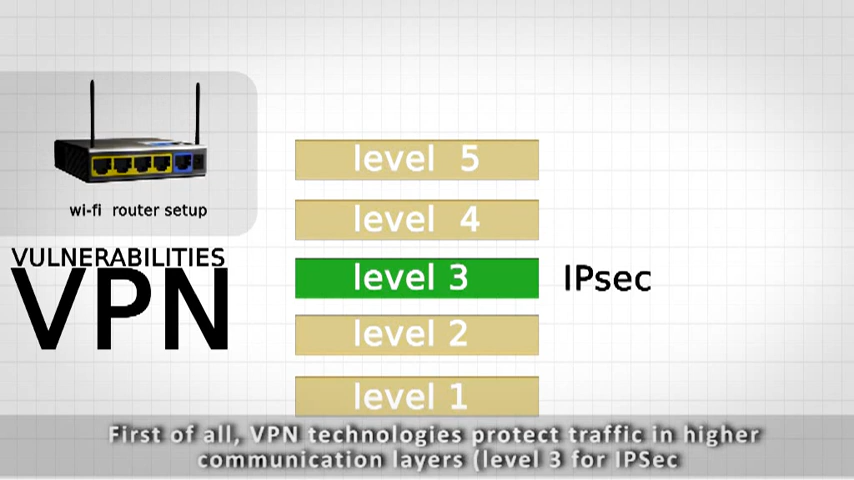 wi-fi router setup
VULNERABILITIES
VPN
level 5
level 4
level 3 IPsec
level 2
level 1
First of all, VPN technologies protect traffic in higher
communication layers (level 3 for IPSec